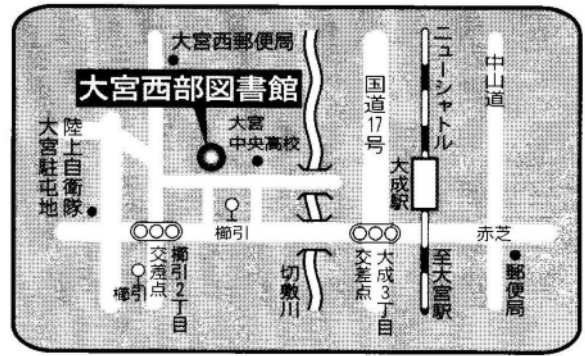 大宮西郵便局
大宮西部図書館
大宮
中央高校
陸上自衛隊
大宮駐屯地
櫛引
櫛引2丁目
交差点
櫛引
切敷川
国道17号
大成3丁目
交差点
ニューシャトル
大成駅
至大宮駅
中山道
赤芝
郵便局